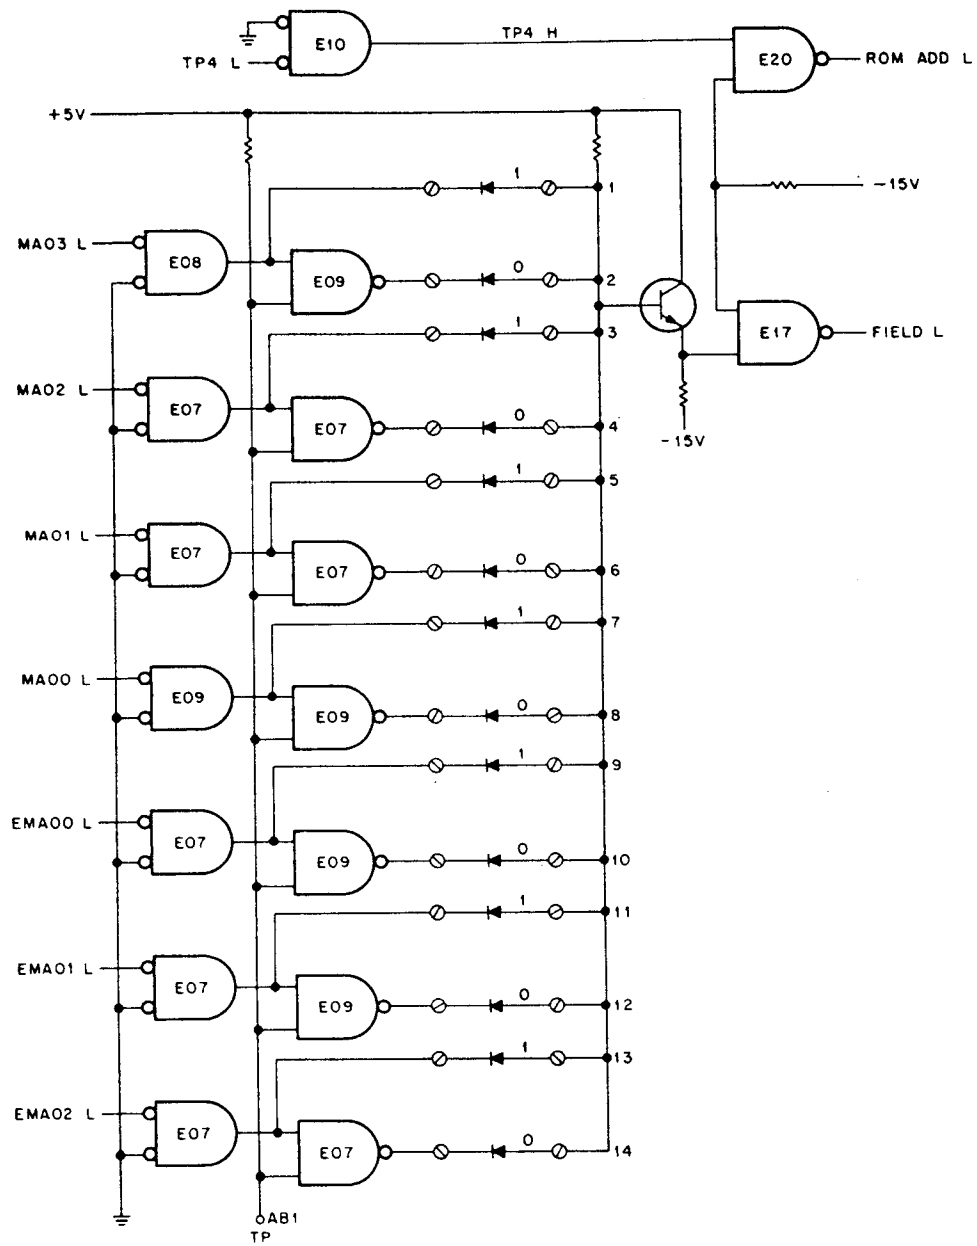 E10
TP4 L
TP4 H
E20
ROM ADD L
+5V
1
1
-15V
MA03 L
E08
E09
0
2
1
3
E17
FIELD L
MA02 L
E07
E07
0
4
-15V
1
5
MA01 L
E07
E07
0
6
1
7
MA00 L
E09
E09
0
8
1
9
EMA00 L
E07
E09
0
10
1
11
EMA01 L
E07
E09
0
12
1
13
EMA02 L
E07
E07
0
14
AB1
TP